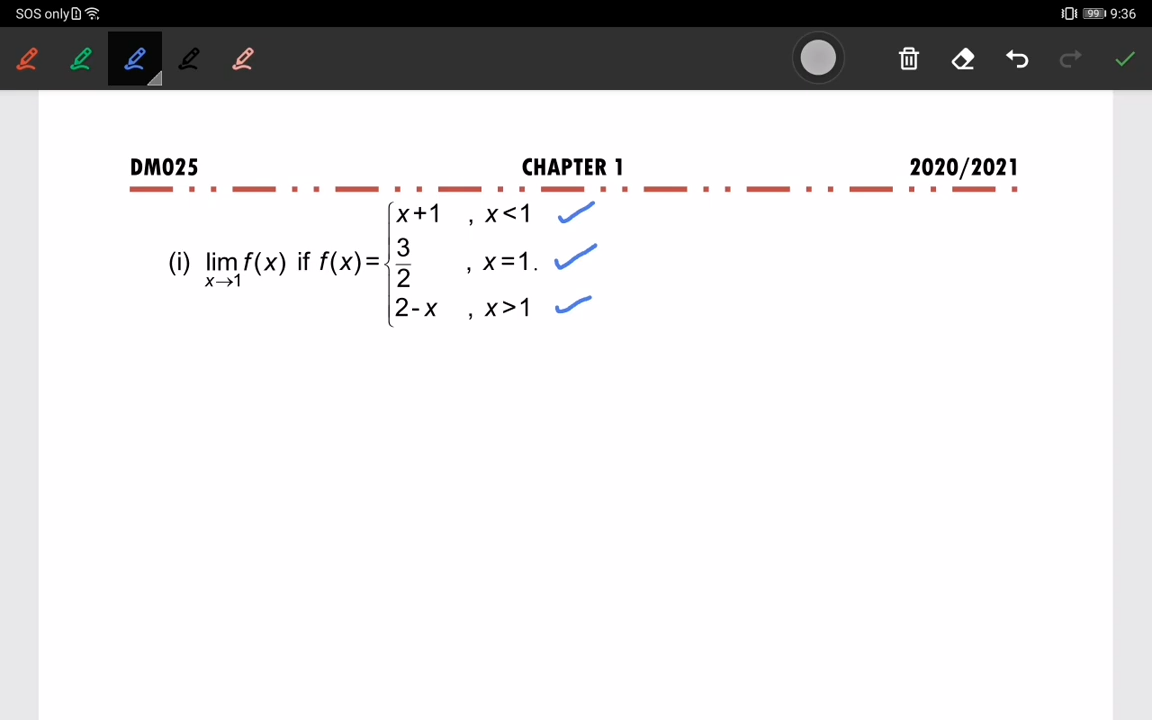 SOS only 99 9:36
DM025 CHAPTER 1 2020/2021
x+1 , x<1
(i) lim f(x) if f(x)= 3/2 , x=1.
x→1
2-x , x>1